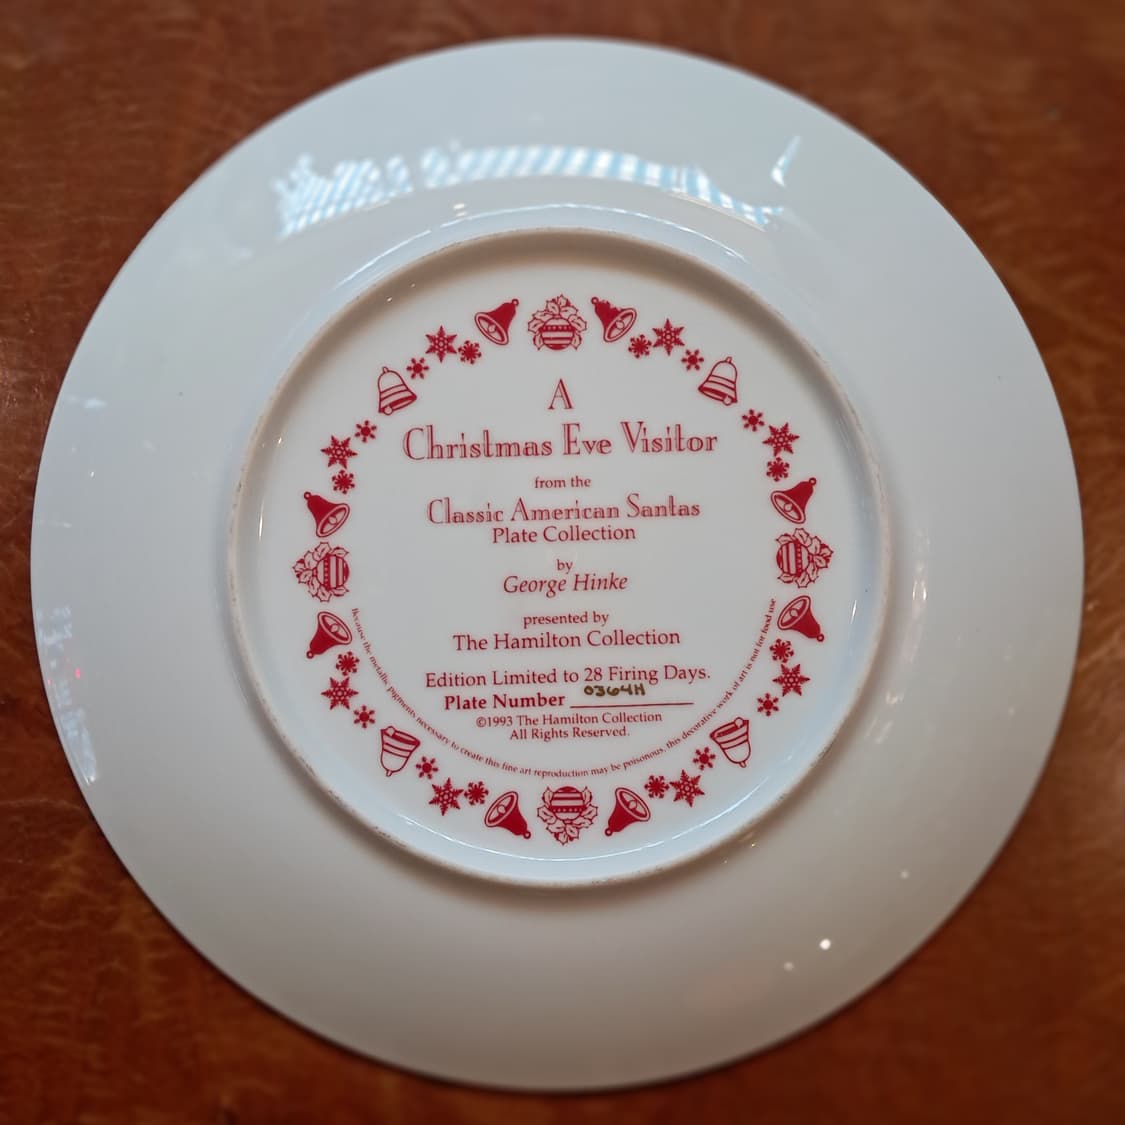 A
Christmas Eve Visitor
from the
Classic American Santas
Plate Collection
by
George Hinke
presented by
The Hamilton Collection
Edition Limited to 28 Firing Days.
Plate Number 0364H
©1993 The Hamilton Collection
All Rights Reserved.
Because the metallic pigments necessary to create this fine art reproduction may be poisonous, this decorative work of art is not for food use